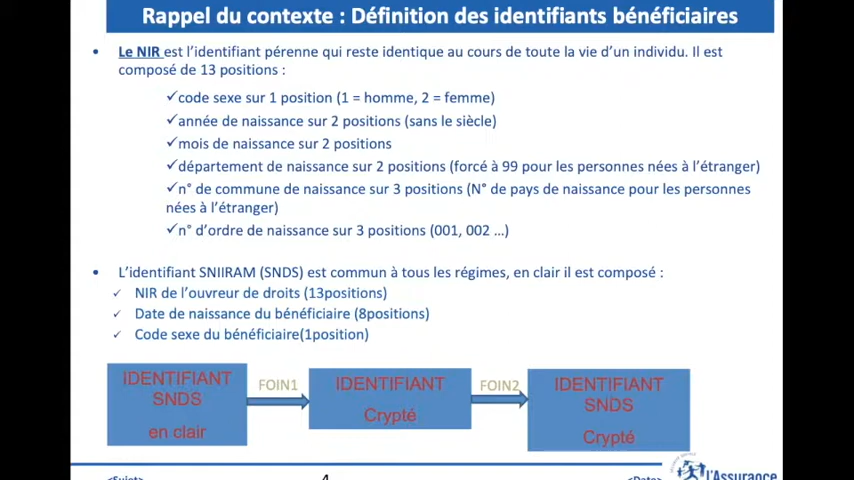 Rappel du contexte : Définition des identifiants bénéficiaires
• Le NIR est l'identifiant pérenne qui reste identique au cours de toute la vie d'un individu. Il est
composé de 13 positions :
✓code sexe sur 1 position (1 = homme, 2 = femme)
✓année de naissance sur 2 positions (sans le siècle)
✓mois de naissance sur 2 positions
✓département de naissance sur 2 positions (forcé à 99 pour les personnes nées à l'étranger)
✓n° de commune de naissance sur 3 positions (N° de pays de naissance pour les personnes
nées à l'étranger)
✓n° d'ordre de naissance sur 3 positions (001, 002 ...)
• L'identifiant SNIIRAM (SNDS) est commun à tous les régimes, en clair il est composé :
✓ NIR de l'ouvreur de droits (13positions)
✓ Date de naissance du bénéficiaire (8positions)
✓ Code sexe du bénéficiaire(1position)
IDENTIFIANT
SNDS
en clair
FOIN1
IDENTIFIANT
Crypté
FOIN2
IDENTIFIANT
SNDS
Crypté
<Sujet>
4
<Date>
l'Assurance